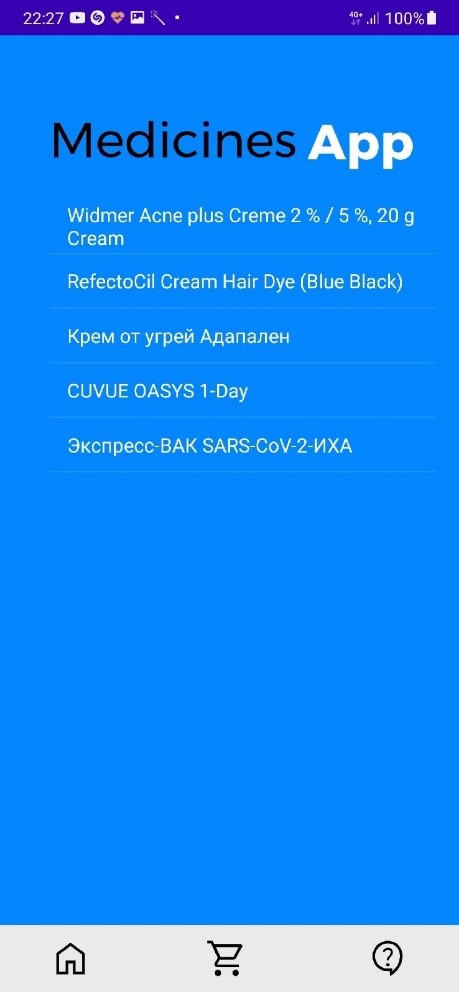 22:27 4G+ 100%
Medicines App
Widmer Acne plus Creme 2 % / 5 %, 20 g
Cream
RefectoCil Cream Hair Dye (Blue Black)
Крем от угрей Адапален
CUVUE OASYS 1-Day
Экспресс-ВАК SARS-CoV-2-ИХА